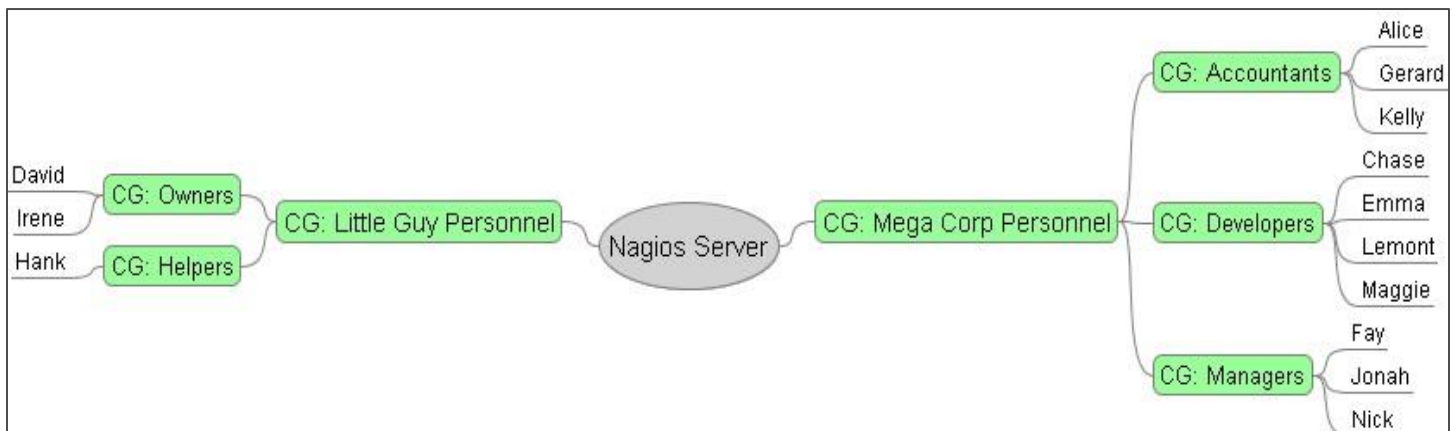 David
Irene
Hank
CG: Owners
CG: Helpers
CG: Little Guy Personnel
Nagios Server
CG: Mega Corp Personnel
CG: Accountants
Alice
Gerard
Kelly
CG: Developers
Chase
Emma
Lemont
Maggie
CG: Managers
Fay
Jonah
Nick